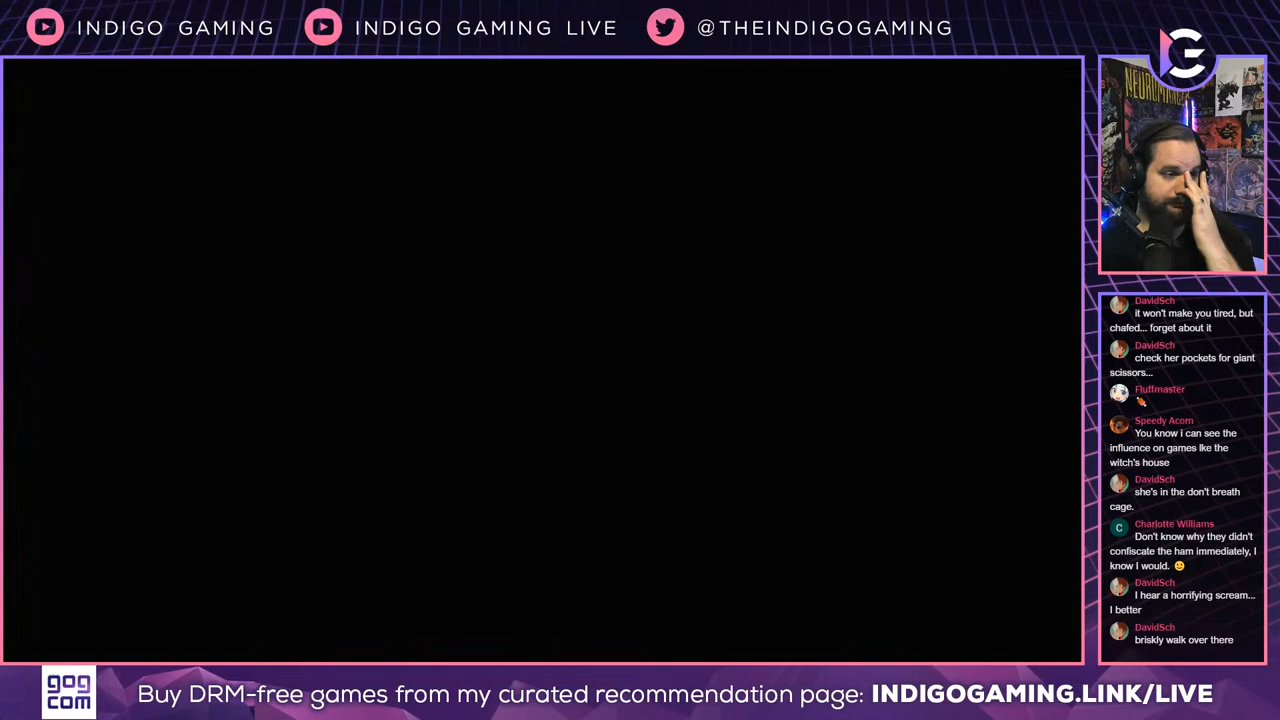 INDIGO GAMING
INDIGO GAMING LIVE
@THEINDIGOGAMING
NEUROMANCER
DavidSch
it won't make you tired, but
chafed... forget about it
DavidSch
check her pockets for giant
scissors...
Fluffmaster
Speedy Acorn
You know i can see the
influence on games lke the
witch's house
DavidSch
she's in the don't breath
cage.
C
Charlotte Williams
Don't know why they didn't
confiscate the ham immediately, I
know I would. 🙂
DavidSch
I hear a horrifying scream...
I better
DavidSch
briskly walk over there
gog
com
Buy DRM-free games from my curated recommendation page: INDIGOGAMING.LINK/LIVE